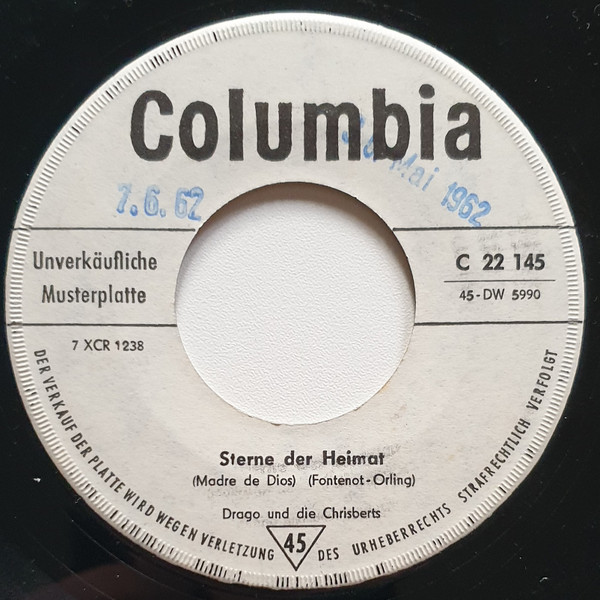 Columbia
7.6.62
Mai 1962
Unverkäufliche
Musterplatte
C 22 145
45-DW 5990
7 XCR 1238
Sterne der Heimat
(Madre de Dios) (Fontenot-Orling)
Drago und die Chrisberts
45
DER VERKAUF DER PLATTE WIRD WEGEN VERLETZUNG DES URHEBERRECHTS STRAFRECHTLICH VERFOLGT